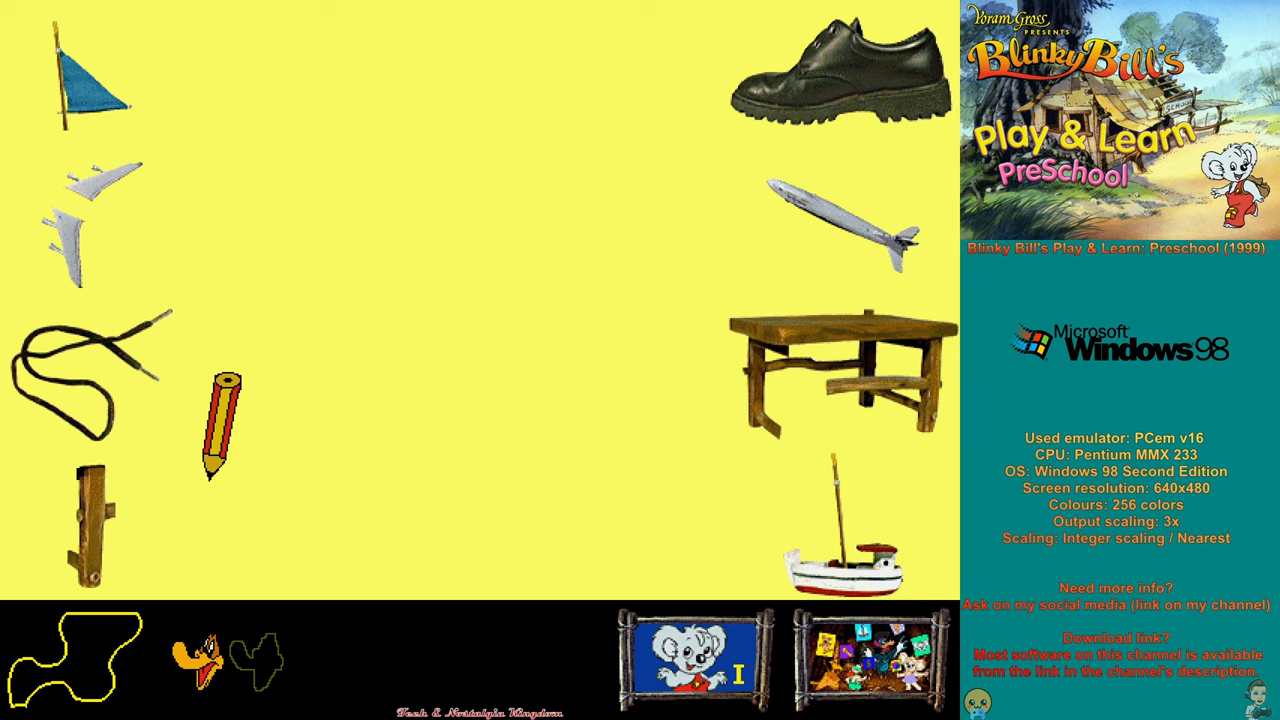 Yoram Gross
PRESENTS
Blinky Bill's
SCHOOL
Play & Learn
PreSchool
Blinky Bill's Play & Learn: Preschool (1999)
Microsoft
Windows 98
Used emulator: PCem v16
CPU: Pentium MMX 233
OS: Windows 98 Second Edition
Screen resolution: 640x480
Colours: 256 colors
Output scaling: 3x
Scaling: Integer scaling / Nearest
Need more info?
Ask on my social media (link on my channel)
Download link?
Most software on this channel is available
from the link in the channel's description.
I
Tech & Nostalgia Kingdom